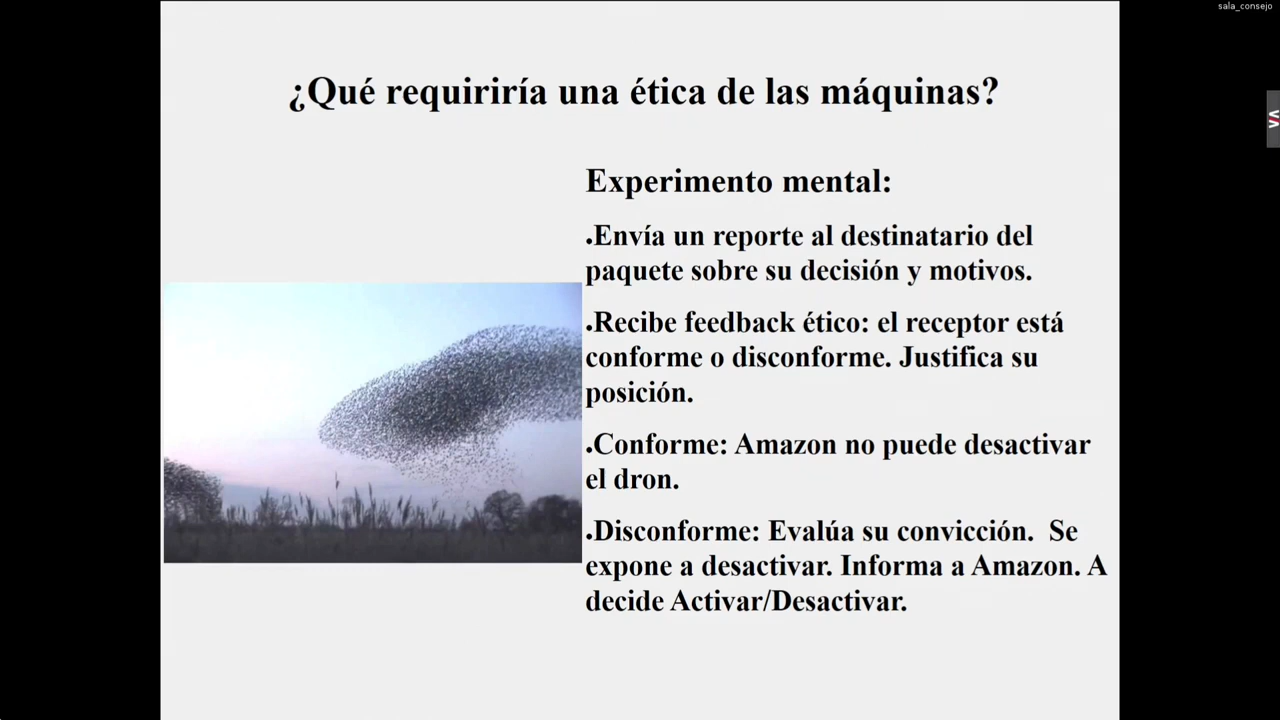 sala_consejo
¿Qué requiriría una ética de las máquinas?
Experimento mental:
•Envía un reporte al destinatario del
paquete sobre su decisión y motivos.
•Recibe feedback ético: el receptor está
conforme o disconforme. Justifica su
posición.
•Conforme: Amazon no puede desactivar
el dron.
•Disconforme: Evalúa su convicción.  Se
expone a desactivar. Informa a Amazon. A
decide Activar/Desactivar.